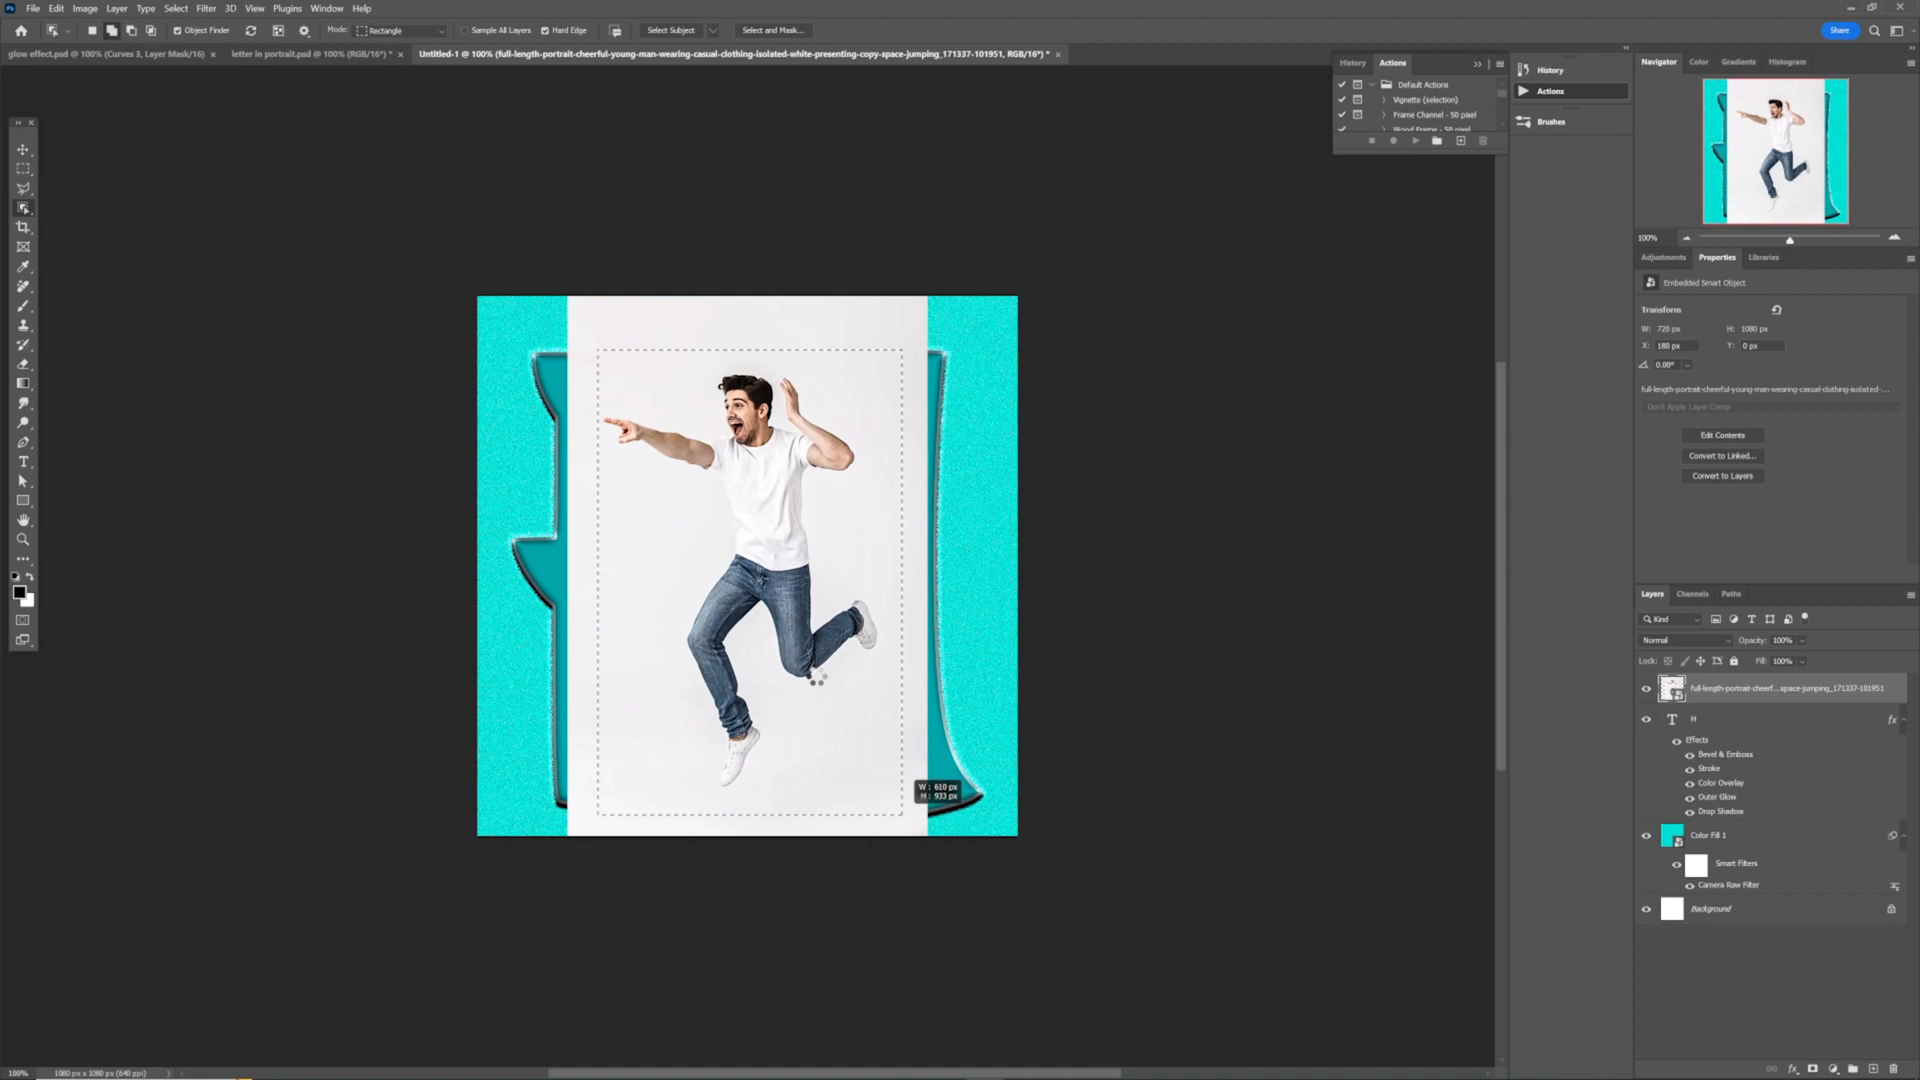 Ps File Edit Image Layer Type Select Filter 3D View Plugins Window Help
Object Finder Mode: Rectangle Sample All Layers Hard Edge Select Subject Select and Mask... Share
glow effect.psd @ 100% (Curves 3, Layer Mask/16) × letter in portrait.psd @ 100% (RGB/16*) * × Untitled-1 @ 100% (full-length-portrait-cheerful-young-man-wearing-casual-clothing-isolated-white-presenting-copy-space-jumping_171337-101951, RGB/16*) * ×
History Actions
Default Actions
Vignette (selection)
Frame Channel - 50 pixel
Wood Frame - 50 pixel
History
Actions
Brushes
Navigator Color Gradients Histogram
100%
Adjustments Properties Libraries
Embedded Smart Object
Transform
W: 720 px H: 1080 px
X: 180 px Y: 0 px
0.00°
full-length-portrait-cheerful-young-man-wearing-casual-clothing-isolated-...
Don't Apply Layer Comp
Edit Contents
Convert to Linked...
Convert to Layers
W : 610 px
H : 933 px
Layers Channels Paths
Kind
Normal Opacity: 100%
Lock: Fill: 100%
full-length-portrait-cheerf...space-jumping_171337-101951
T H fx
Effects
Bevel & Emboss
Stroke
Color Overlay
Outer Glow
Drop Shadow
Color Fill 1
Smart Filters
Camera Raw Filter
Background
fx
100% 1080 px x 1080 px (640 ppi)